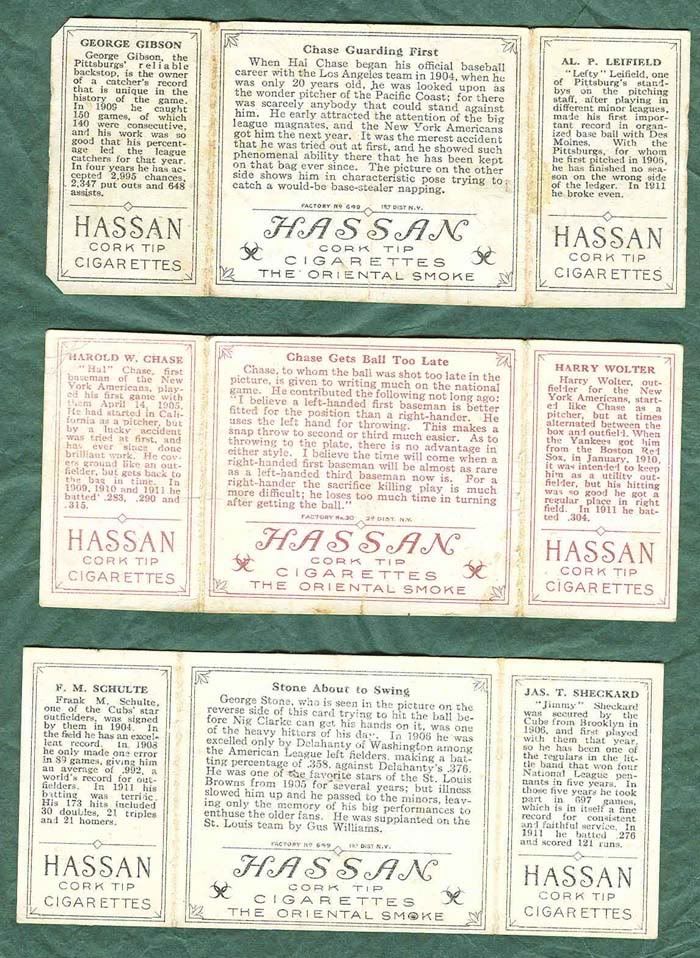 GEORGE GIBSON
George Gibson, the
Pittsburgs' reliable
backstop, is the owner
of a catcher's record
that is unique in the
history of the game.
In 1909 he caught
150 games, of which
140 were consecutive,
and his work was so
good that his percent-
age led the league
catchers for that year.
In four years he has ac-
cepted 2,995 chances,
2,347 put outs and 648
assists.
HASSAN
CORK TIP
CIGARETTES
Chase Guarding First
When Hal Chase began his official baseball
career with the Los Angeles team in 1904, when he
was only 20 years old, he was looked upon as
the wonder pitcher of the Pacific Coast; for there
was scarcely anybody that could stand against
him. He early attracted the attention of the big
league magnates, and the New York Americans
got him the next year. It was the merest accident
that he was tried out at first, and he showed such
phenomenal ability there that he has been kept
on that bag ever since. The picture on the other
side shows him in characteristic pose trying to
catch a would-be base-stealer napping.
FACTORY No 649 1ST DIST N.Y.
HASSAN
CORK TIP
CIGARETTES
THE ORIENTAL SMOKE
AL. P. LEIFIELD
"Lefty" Leifield, one
of Pittsburg's stand-
bys on the pitching
staff, after playing in
different minor leagues,
made his first impor-
tant record in organ-
ized base ball with Des
Moines. With the
Pittsburgs, for whom
he first pitched in 1906,
he has finished no sea-
son on the wrong side
of the ledger. In 1911
he broke even.
HASSAN
CORK TIP
CIGARETTES
HAROLD W. CHASE
"Hal" Chase, first
baseman of the New
York Americans, play-
ed his first game with
them April 14, 1905.
He had started in Cal-
ifornia as a pitcher, but
by a lucky accident
was tried at first, and
has ever since done
brilliant work. He cov-
ers ground like an out-
fielder, but gets back to
the bag in time. In
1909, 1910 and 1911 he
batted .283, .290 and
.315.
HASSAN
CORK TIP
CIGARETTES
Chase Gets Ball Too Late
Chase, to whom the ball was shot too late in the
picture, is given to writing much on the national
game. He contributed the following not long ago:
"I believe a left-handed first baseman is better
fitted for the position than a right-hander. He
uses the left hand for throwing. This makes a
snap throw to second or third much easier. As to
throwing to the plate, there is no advantage in
either style. I believe the time will come when a
right-handed first baseman will be almost as rare
as a left-handed third baseman now is. For a
right-hander the sacrifice killing play is much
more difficult; he loses too much time in turning
after getting the ball."
FACTORY No. 30 2D DIST. N.Y.
HASSAN
CORK TIP
CIGARETTES
THE ORIENTAL SMOKE
HARRY WOLTER
Harry Wolter, out-
fielder for the New
York Americans, start-
ed like Chase as a
pitcher, but at times
alternated between the
box and outfield. When
the Yankees got him
from the Boston Red
Sox, in January, 1910,
it was intended to keep
him as a utility out-
fielder, but his hitting
was so good he got a
regular place in right
field. In 1911 he bat-
ted .304.
HASSAN
CORK TIP
CIGARETTES
F. M. SCHULTE
Frank M. Schulte,
one of the Cubs' star
outfielders, was signed
by them in 1904. In
the field he has an excel-
lent record. In 1908
he only made one error
in 89 games, giving him
an average of .992, a
world's record for out-
fielders. In 1911 his
batting was terrific.
His 173 hits included
30 doubles, 21 triples
and 21 homers.
HASSAN
CORK TIP
CIGARETTES
Stone About to Swing
George Stone, who is seen in the picture on the
reverse side of this card trying to hit the ball be-
fore Nig Clarke can get his hands on it, was one
of the heavy hitters of his day. In 1906 he was
excelled only by Delahanty of Washington among
the American League left fielders, making a bat-
ting percentage of .358, against Delahanty's .376.
He was one of the favorite stars of the St. Louis
Browns from 1905 for several years; but illness
slowed him up and he passed to the minors, leav-
ing only the memory of his big performances to
enthuse the older fans. He was supplanted on the
St. Louis team by Gus Williams.
FACTORY No 649 1ST DIST N.Y.
HASSAN
CORK TIP
CIGARETTES
THE ORIENTAL SMOKE
JAS. T. SHECKARD
"Jimmy" Sheckard
was secured by the
Cubs from Brooklyn in
1906, and first played
with them that year,
so he has been one of
the regulars in the lit-
tle band that won four
National League pen-
nants in five years. In
those five years he took
part in 697 games,
which is in itself a fine
record for consistent
and faithful service. In
1911 he batted .276
and scored 121 runs.
HASSAN
CORK TIP
CIGARETTES